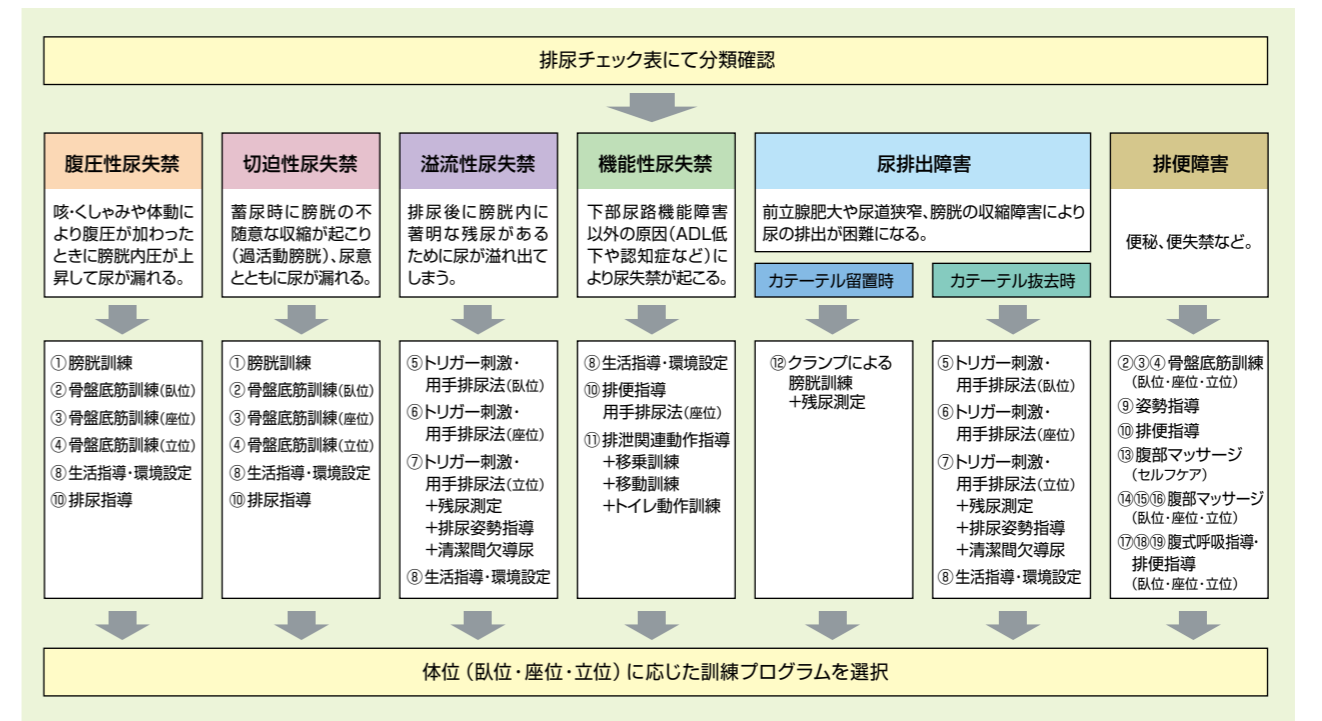 排尿チェック表にて分類確認
腹圧性尿失禁
咳・くしゃみや体動に
より腹圧が加わった
ときに膀胱内圧が上
昇して尿が漏れる。
①膀胱訓練
②骨盤底筋訓練(臥位)
③骨盤底筋訓練(座位)
④骨盤底筋訓練(立位)
⑧生活指導・環境設定
⑩排尿指導
切迫性尿失禁
蓄尿時に膀胱の不
随意な収縮が起こり
(過活動膀胱)、尿意
とともに尿が漏れる。
①膀胱訓練
②骨盤底筋訓練(臥位)
③骨盤底筋訓練(座位)
④骨盤底筋訓練(立位)
⑧生活指導・環境設定
⑩排尿指導
溢流性尿失禁
排尿後に膀胱内に
著明な残尿がある
ために尿が溢れ出て
しまう。
⑤トリガー刺激・
用手排尿法(臥位)
⑥トリガー刺激・
用手排尿法(座位)
⑦トリガー刺激・
用手排尿法(立位)
+残尿測定
+排尿姿勢指導
+清潔間欠導尿
⑧生活指導・環境設定
機能性尿失禁
下部尿路機能障害
以外の原因(ADL低
下や認知症など)に
より尿失禁が起こる。
⑧生活指導・環境設定
⑩排便指導
用手排尿法(座位)
⑪排泄関連動作指導
+移乗訓練
+移動訓練
+トイレ動作訓練
尿排出障害
前立腺肥大や尿道狭窄、膀胱の収縮障害により
尿の排出が困難になる。
カテーテル留置時
⑫クランプによる
膀胱訓練
+残尿測定
カテーテル抜去時
⑤トリガー刺激・
用手排尿法(臥位)
⑥トリガー刺激・
用手排尿法(座位)
⑦トリガー刺激・
用手排尿法(立位)
+残尿測定
+排尿姿勢指導
+清潔間欠導尿
⑧生活指導・環境設定
排便障害
便秘、便失禁など。
②③④骨盤底筋訓練
(臥位・座位・立位)
⑨姿勢指導
⑩排便指導
⑬腹部マッサージ
(セルフケア)
⑭⑮⑯腹部マッサージ
(臥位・座位・立位)
⑰⑱⑲腹式呼吸指導・
排便指導
(臥位・座位・立位)
体位(臥位・座位・立位)に応じた訓練プログラムを選択